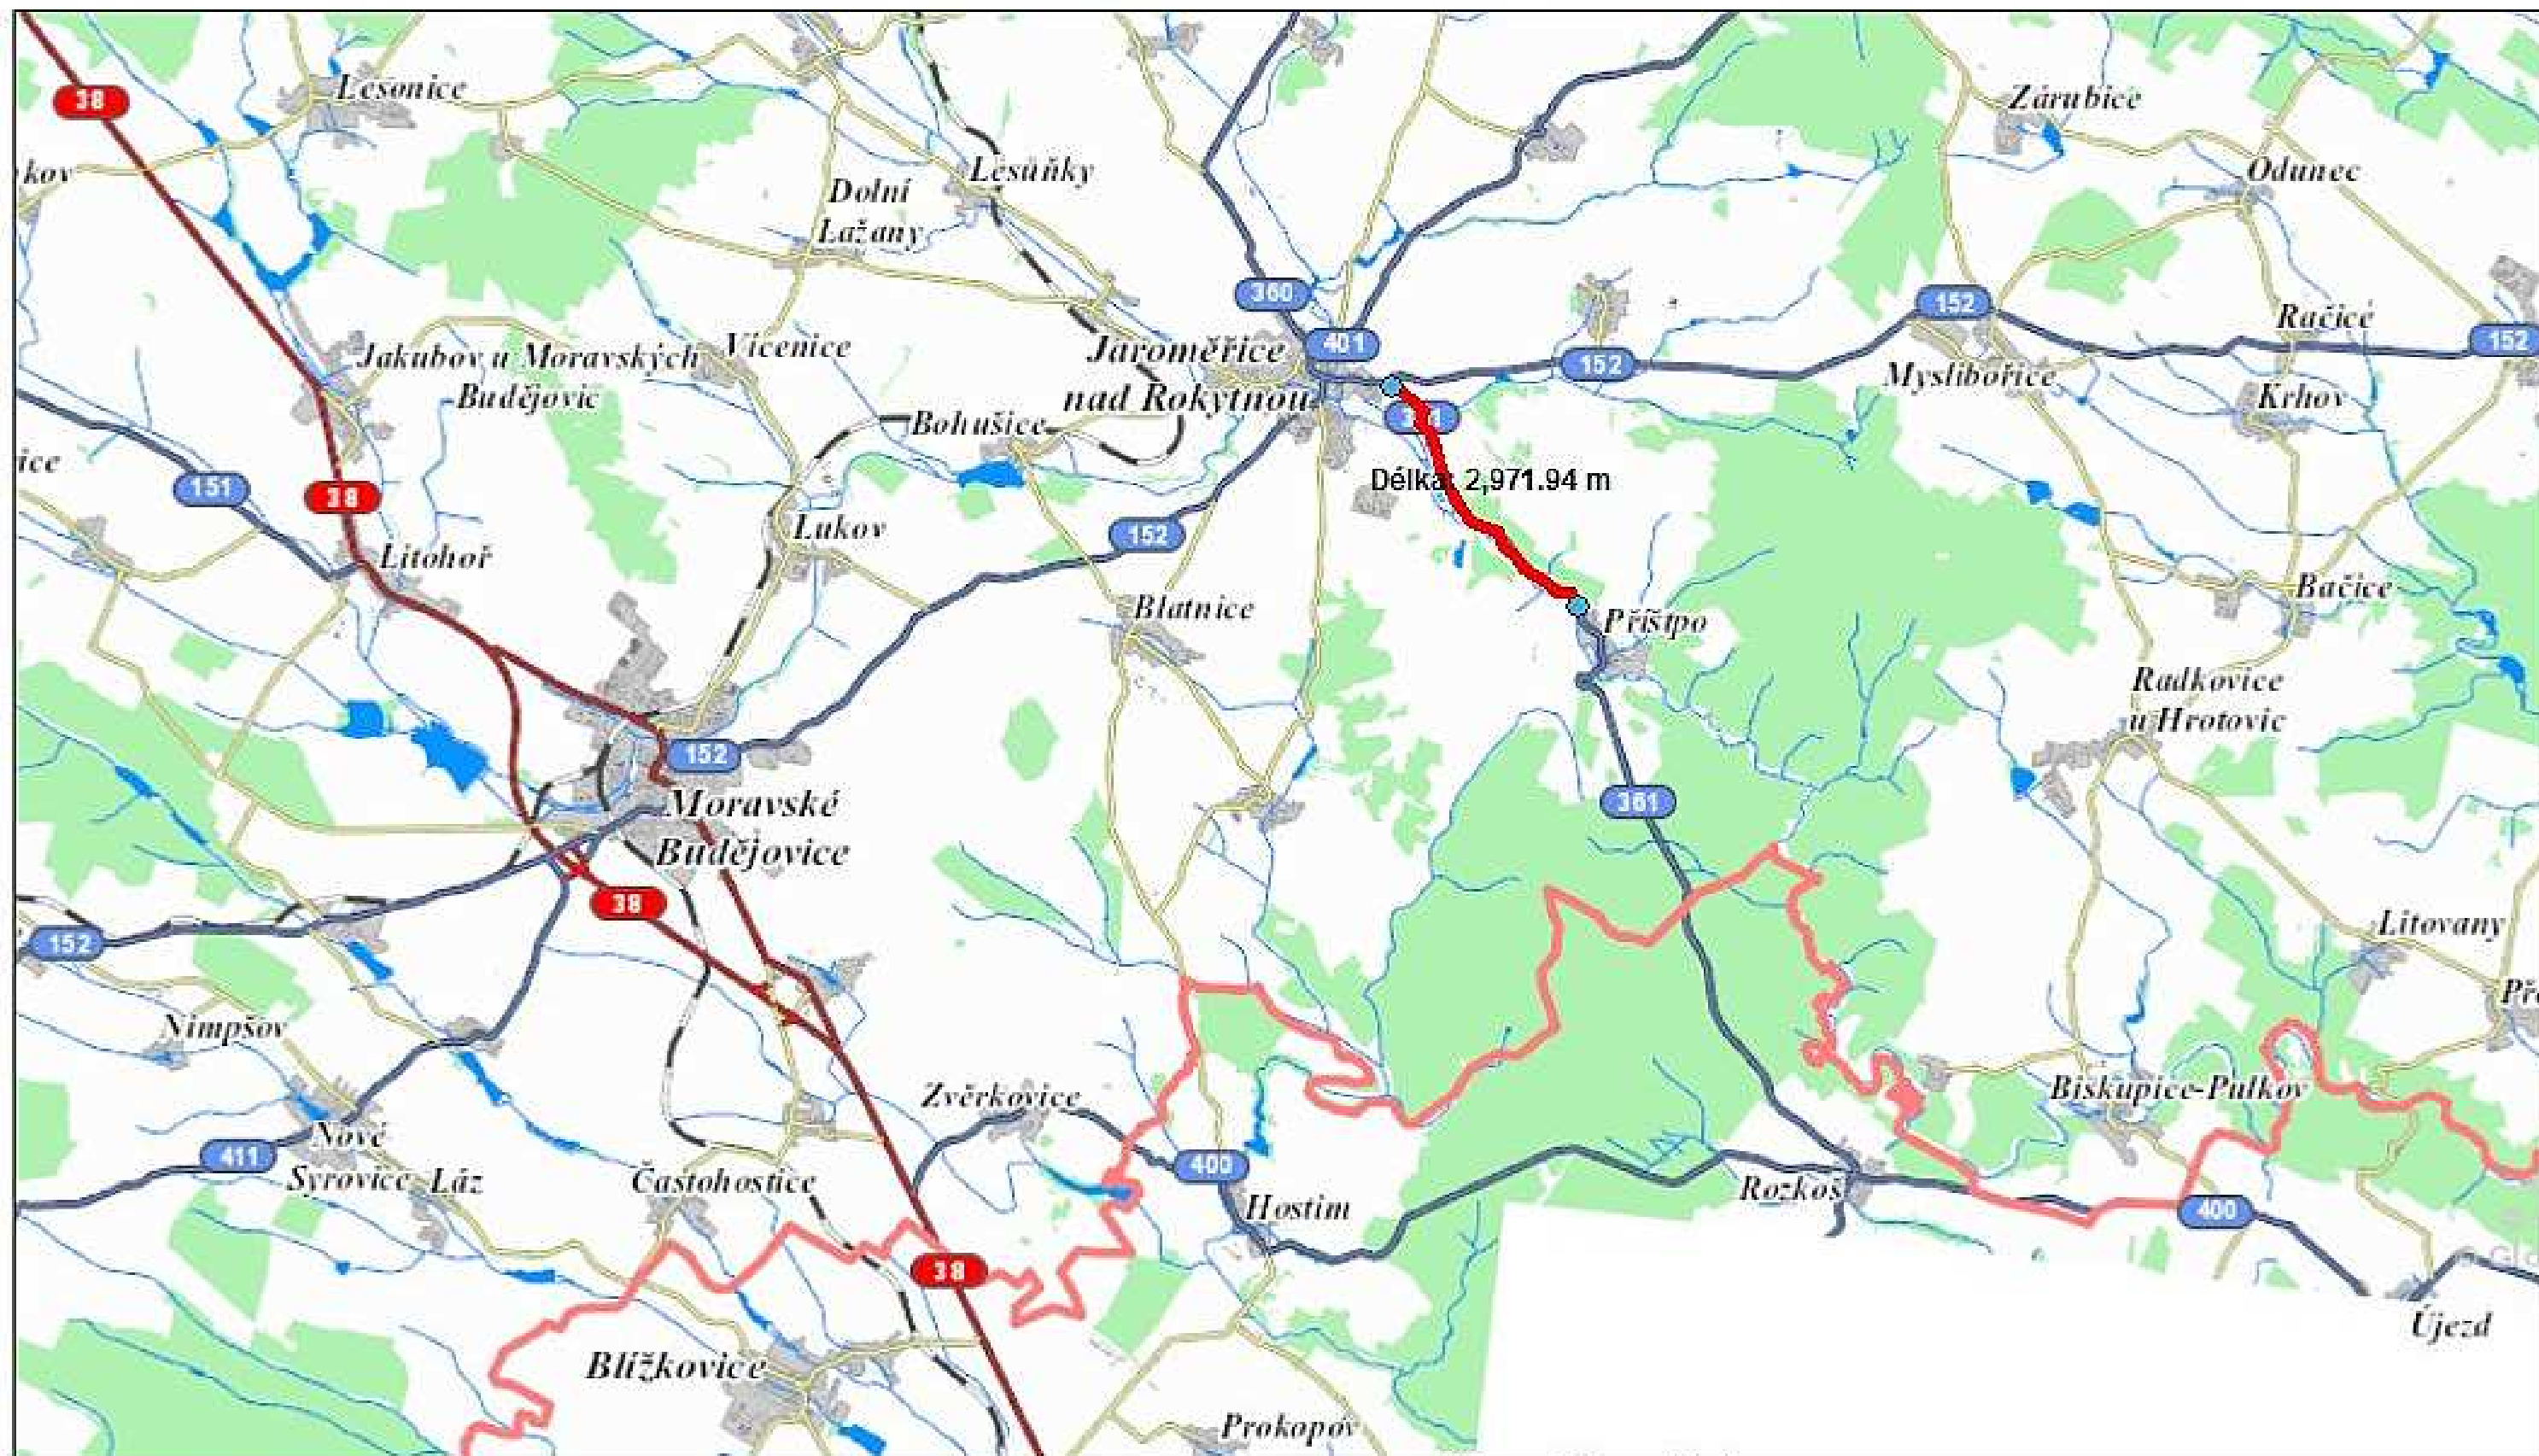 38
Lesonice
Zárubice
kov
Lesůňky
Odunec
Dolní
Lažany
360
152
Račice
152
401
Jaroměřice
nad Rokytnou
Jakubov u Moravských
Budějovic
Vícenice
152
Myslibořice
Krhov
Bohušice
ice
151
38
Délka: 2,971.94 m
Lukov
152
Litohoř
Bačice
Blatnice
Příštpo
Radkovice
u Hrotovic
152
Moravské
Budějovice
361
38
Litovany
152
Př
Nimpšov
Zvěrkovice
Biskupice-Pulkov
Nové
Syrovice
411
Láz
Častohostice
400
Hostim
Rozkoš
400
38
Újezd
Blížkovice
Prokopov